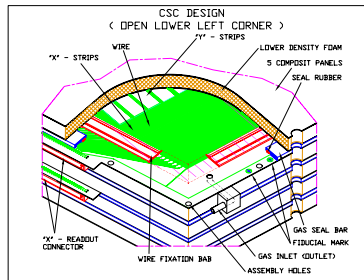 CSC DESIGN
( OPEN LOWER LEFT CORNER )
"Y" - STRIPS
WIRE
"X" - STRIPS
LOWER DENSITY FOAM
5 COMPOSIT PANELS
SEAL RUBBER
GAS SEAL BAR
FIDUCIAL MARK
"X" - READOUT
CONNECTOR
WIRE FIXATION BAB
GAS INLET (OUTLET)
ASSEMBLY HOLES